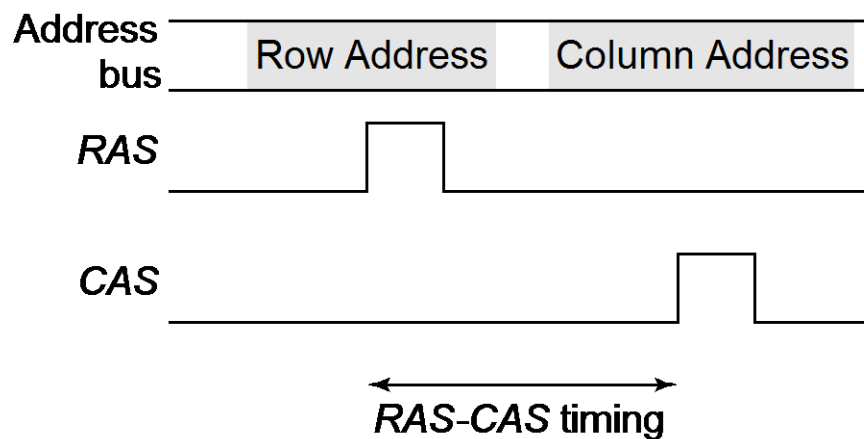 Address
bus
Row Address
Column Address
RAS
CAS
RAS-CAS timing